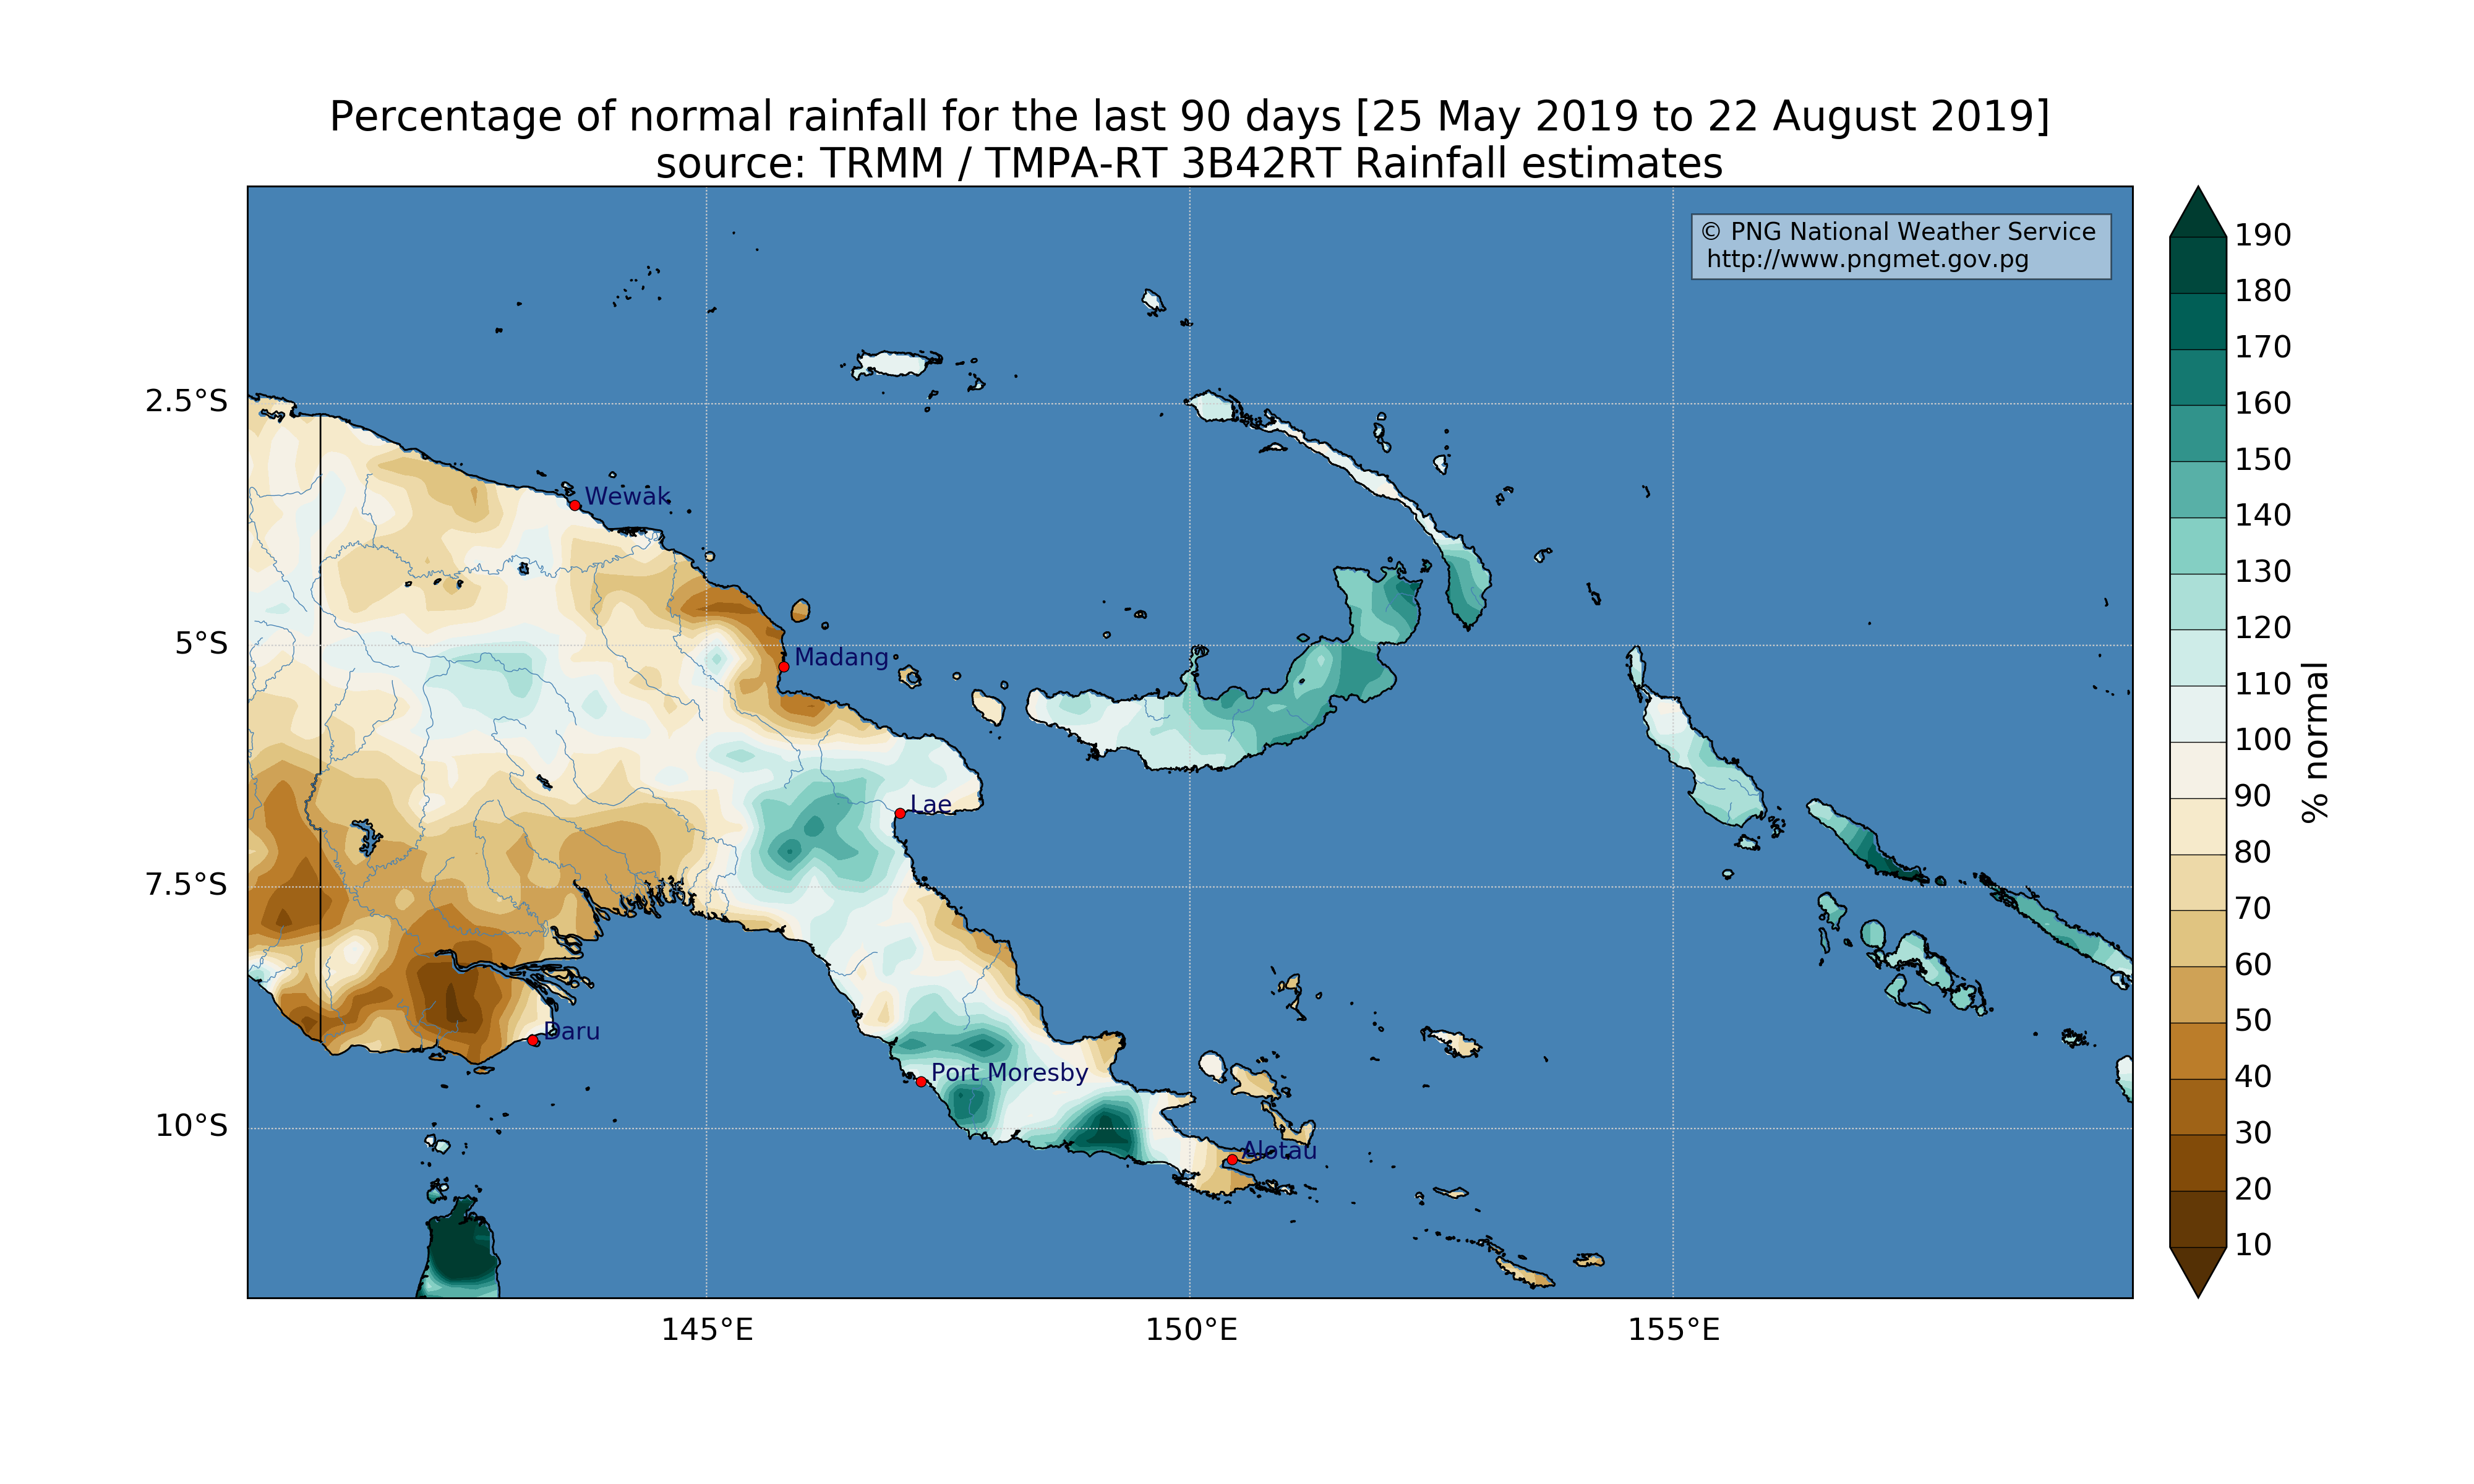 Percentage of normal rainfall for the last 90 days [25 May 2019 to 22 August 2019]
source: TRMM / TMPA-RT 3B42RT Rainfall estimates
© PNG National Weather Service
http://www.pngmet.gov.pg
2.5°S
5°S
7.5°S
10°S
Wewak
Madang
Lae
Daru
Port Moresby
Alotau
145°E
150°E
155°E
190
180
170
160
150
140
130
120
110
100
90
80
70
60
50
40
30
20
10
% normal